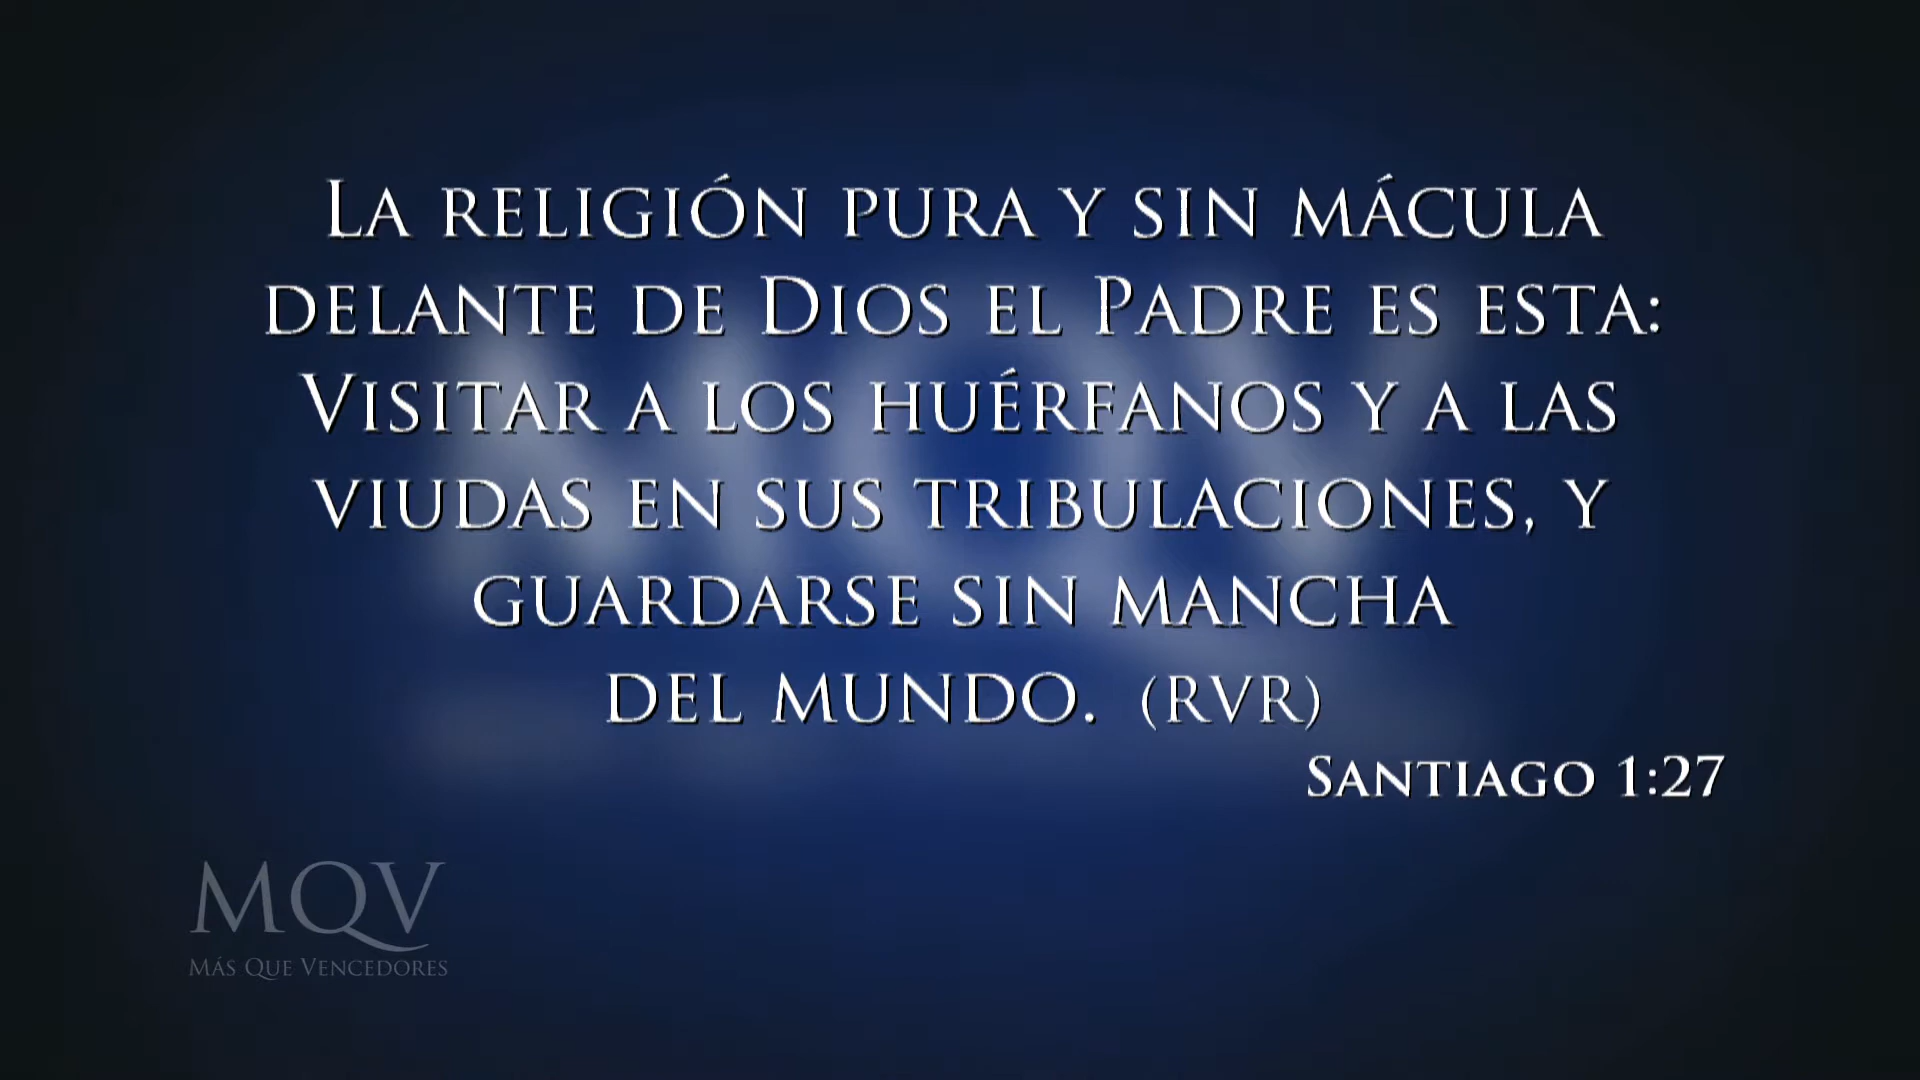 La religión pura y sin mácula
delante de Dios el Padre es esta:
Visitar a los huérfanos y a las
viudas en sus tribulaciones, y
guardarse sin mancha
del mundo. (RVR)
Santiago 1:27
MQV
Más Que Vencedores